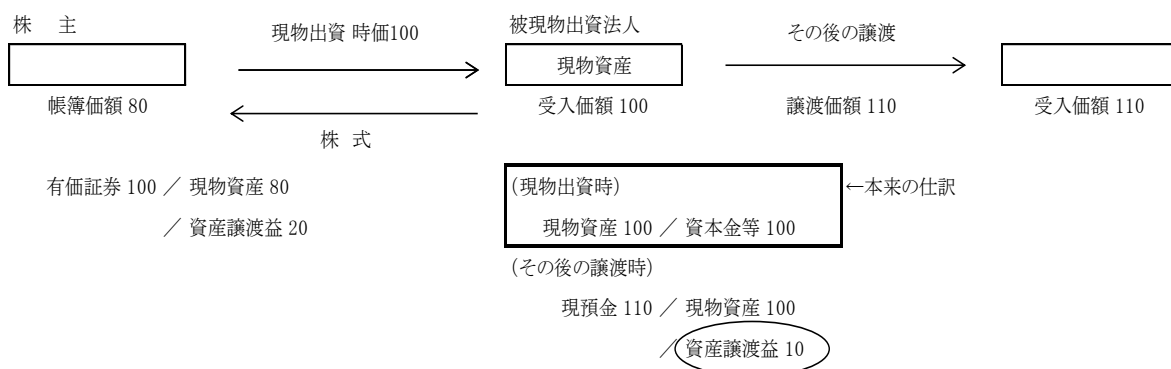 株 主
現物出資 時価100
被現物出資法人
その後の譲渡
現物資産
帳簿価額 80
受入価額 100
譲渡価額 110
受入価額 110
株 式
有価証券 100 ／ 現物資産 80
／ 資産譲渡益 20
(現物出資時)
←本来の仕訳
現物資産 100 ／ 資本金等 100
(その後の譲渡時)
現預金 110 ／ 現物資産 100
／ 資産譲渡益 10